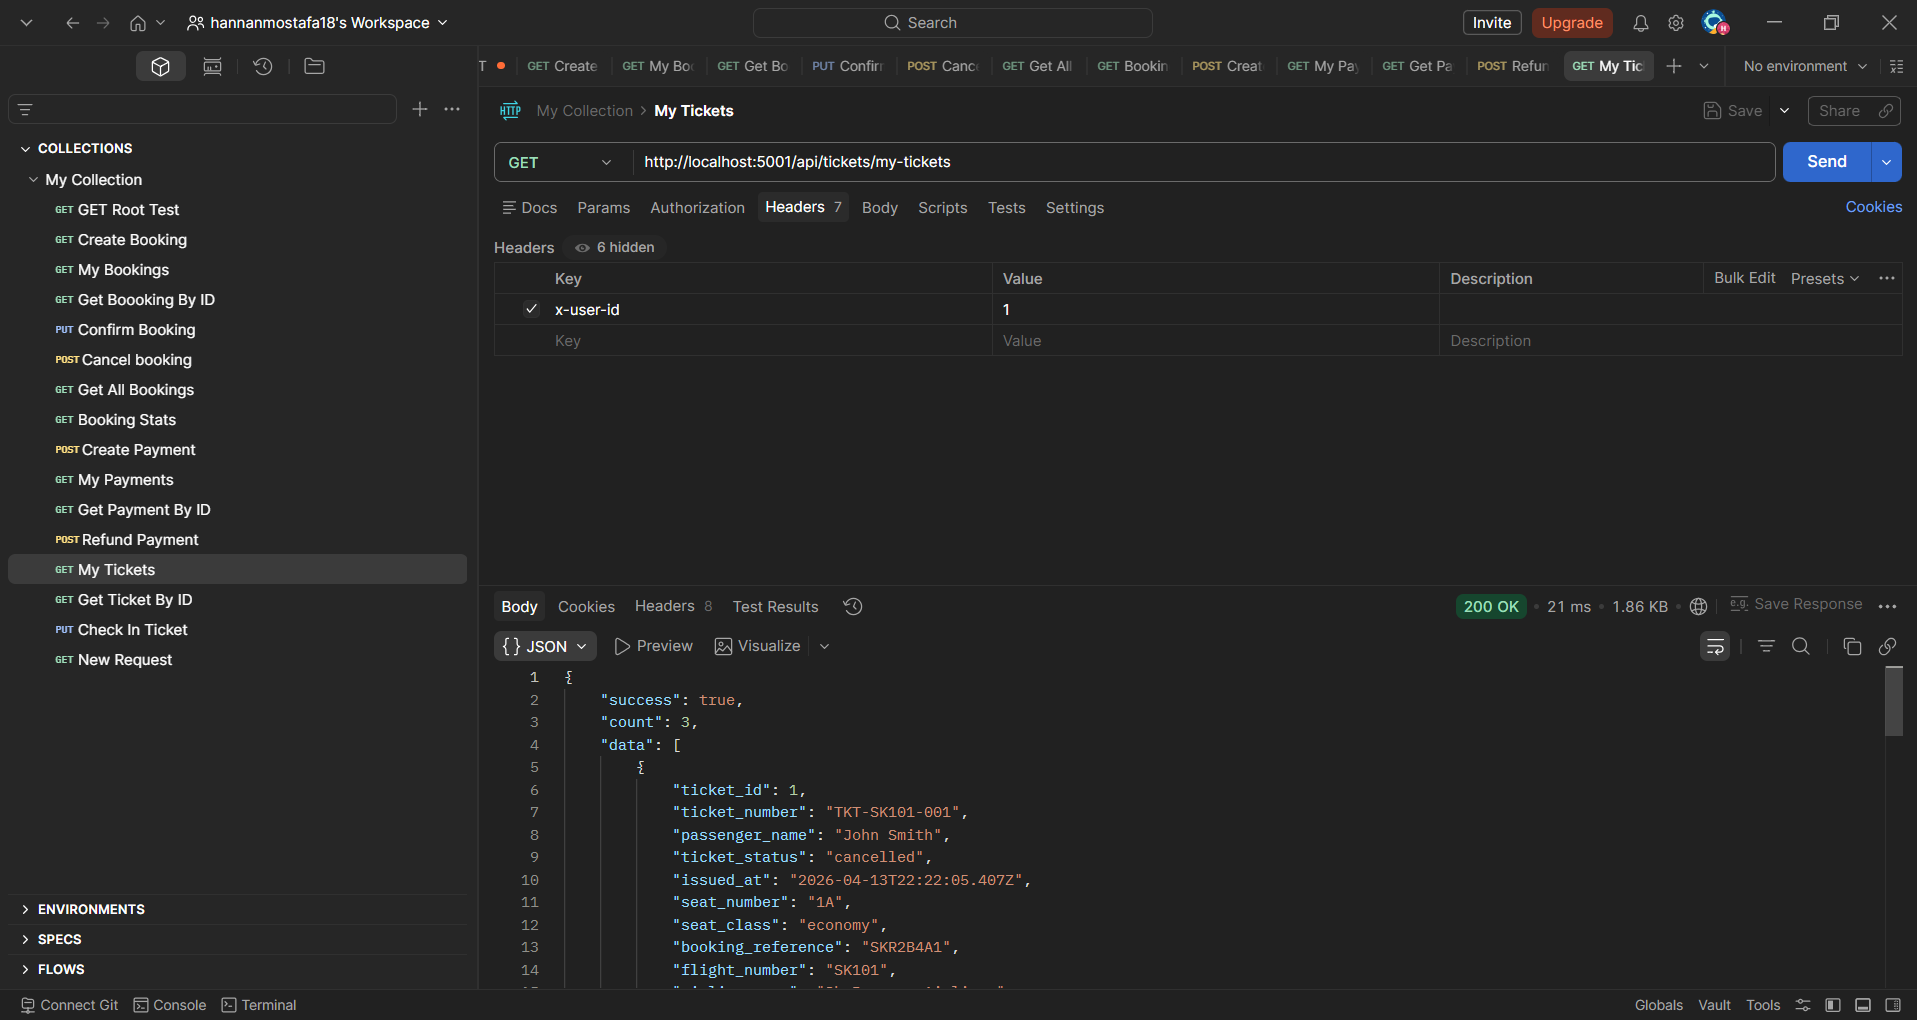 hannanmostafa18's Workspace
Search
Invite
Upgrade
T
GET Create
GET My Bo
GET Get Bo
PUT Confir
POST Canc
GET Get All
GET Bookin
POST Creat
GET My Pay
GET Get Pa
POST Refun
GET My Tic
No environment
HTTP My Collection > My Tickets
Save
Share
COLLECTIONS
My Collection
GET GET Root Test
GET Create Booking
GET My Bookings
GET Get Boooking By ID
PUT Confirm Booking
POST Cancel booking
GET Get All Bookings
GET Booking Stats
POST Create Payment
GET My Payments
GET Get Payment By ID
POST Refund Payment
GET My Tickets
GET Get Ticket By ID
PUT Check In Ticket
GET New Request
ENVIRONMENTS
SPECS
FLOWS
GET http://localhost:5001/api/tickets/my-tickets
Send
Docs Params Authorization Headers 7 Body Scripts Tests Settings
Cookies
Headers 6 hidden
Key Value Description Bulk Edit Presets
x-user-id 1
Key Value Description
Body Cookies Headers 8 Test Results
200 OK • 21 ms • 1.86 KB •
e.g. Save Response
{} JSON Preview Visualize
1 {
2 "success": true,
3 "count": 3,
4 "data": [
5 {
6 "ticket_id": 1,
7 "ticket_number": "TKT-SK101-001",
8 "passenger_name": "John Smith",
9 "ticket_status": "cancelled",
10 "issued_at": "2026-04-13T22:22:05.407Z",
11 "seat_number": "1A",
12 "seat_class": "economy",
13 "booking_reference": "SKR2B4A1",
14 "flight_number": "SK101",
Connect Git Console Terminal
Globals Vault Tools